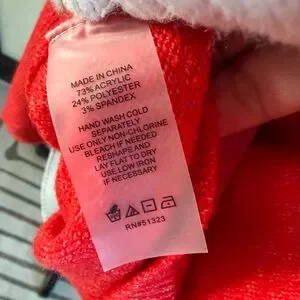 MADE IN CHINA
73% ACRYLIC
24% POLYESTER
3% SPANDEX
HAND WASH COLD
SEPARATELY
USE ONLY NON-CHLORINE
BLEACH IF NEEDED
RESHAPE AND
LAY FLAT TO DRY
USE LOW IRON
IF NECESSARY
RN#51323